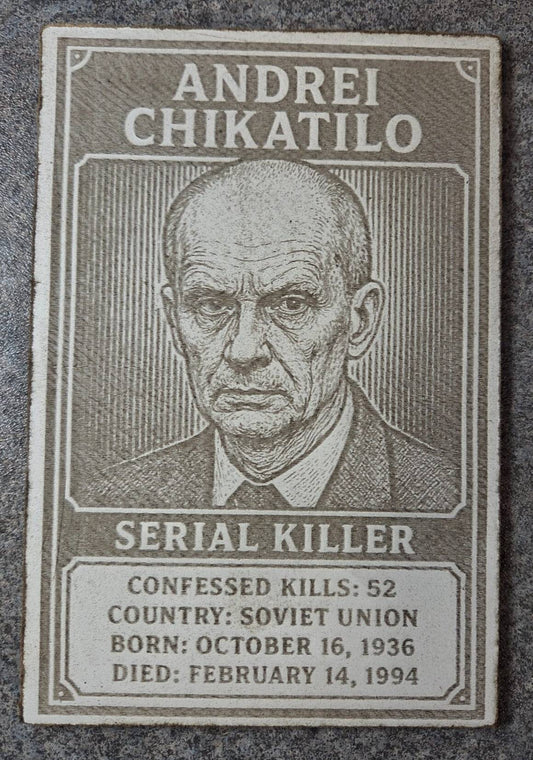 ANDREI
CHIKATILO
SERIAL KILLER
CONFESSED KILLS: 52
COUNTRY: SOVIET UNION
BORN: OCTOBER 16, 1936
DIED: FEBRUARY 14, 1994